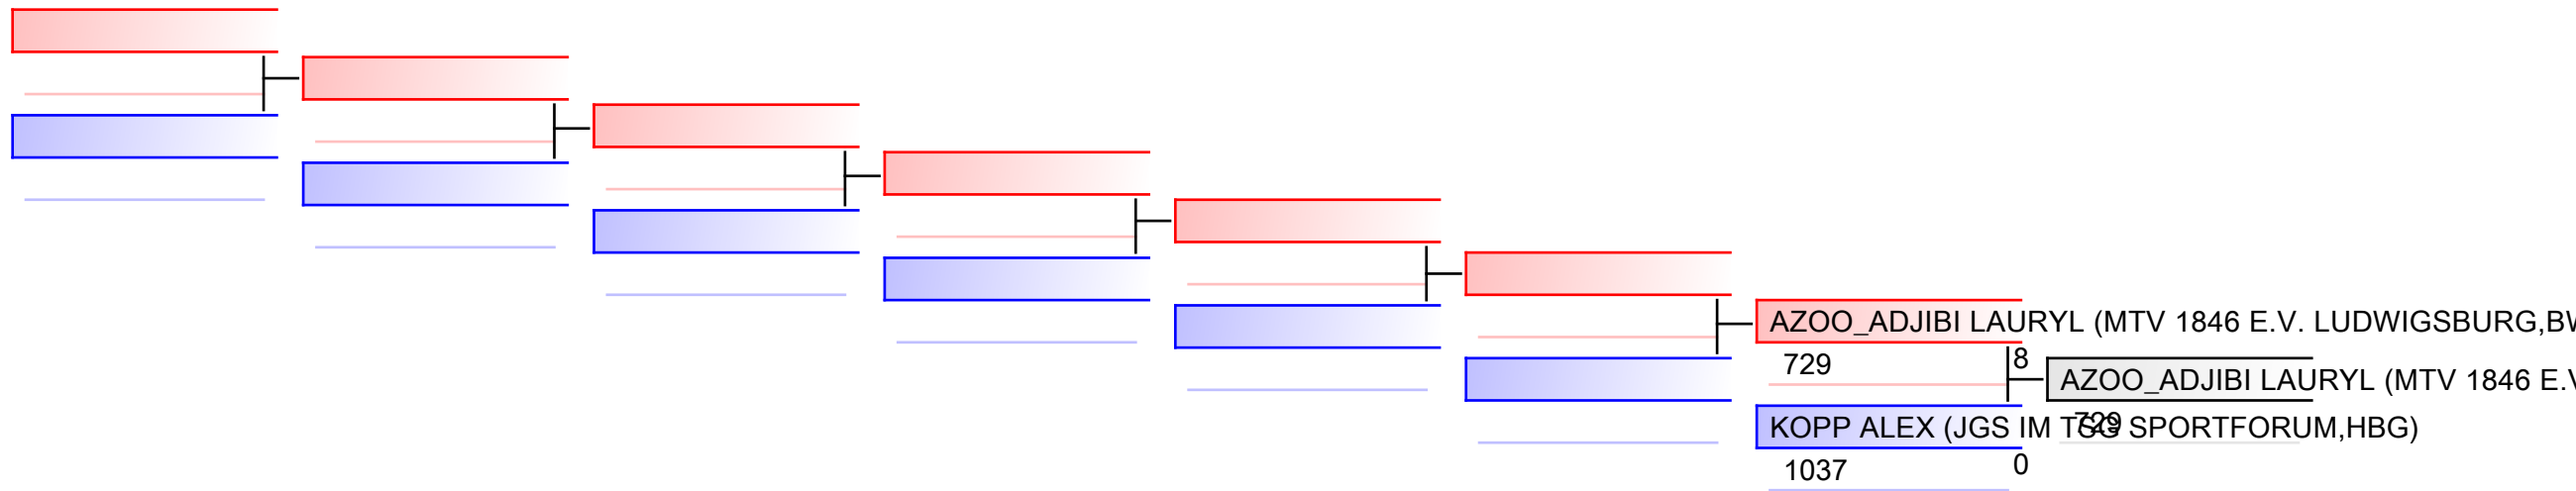 AZOO_ADJIBI LAURYL (MTV 1846 E.V. LUDWIGSBURG,BW
729
8
AZOO_ADJIBI LAURYL (MTV 1846 E.V
729
KOPP ALEX (JGS IM TSG SPORTFORUM,HBG)
1037
0